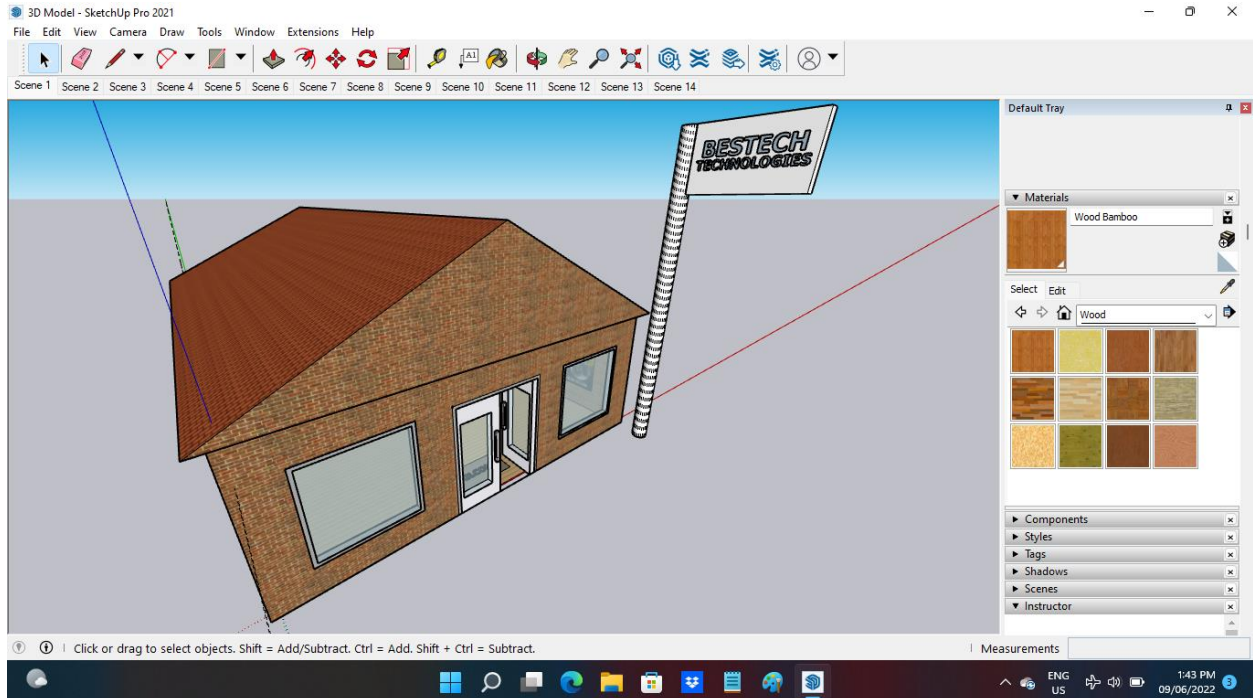 3D Model - SketchUp Pro 2021
File Edit View Camera Draw Tools Window Extensions Help
A1
Scene 1 Scene 2 Scene 3 Scene 4 Scene 5 Scene 6 Scene 7 Scene 8 Scene 9 Scene 10 Scene 11 Scene 12 Scene 13 Scene 14
BESTECH
TECHNOLOGIES
Default Tray
Materials
Wood Bamboo
Select Edit
Wood
Components
Styles
Tags
Shadows
Scenes
Instructor
Click or drag to select objects. Shift = Add/Subtract. Ctrl = Add. Shift + Ctrl = Subtract.
Measurements
ENG
US
1:43 PM
09/06/2022
3